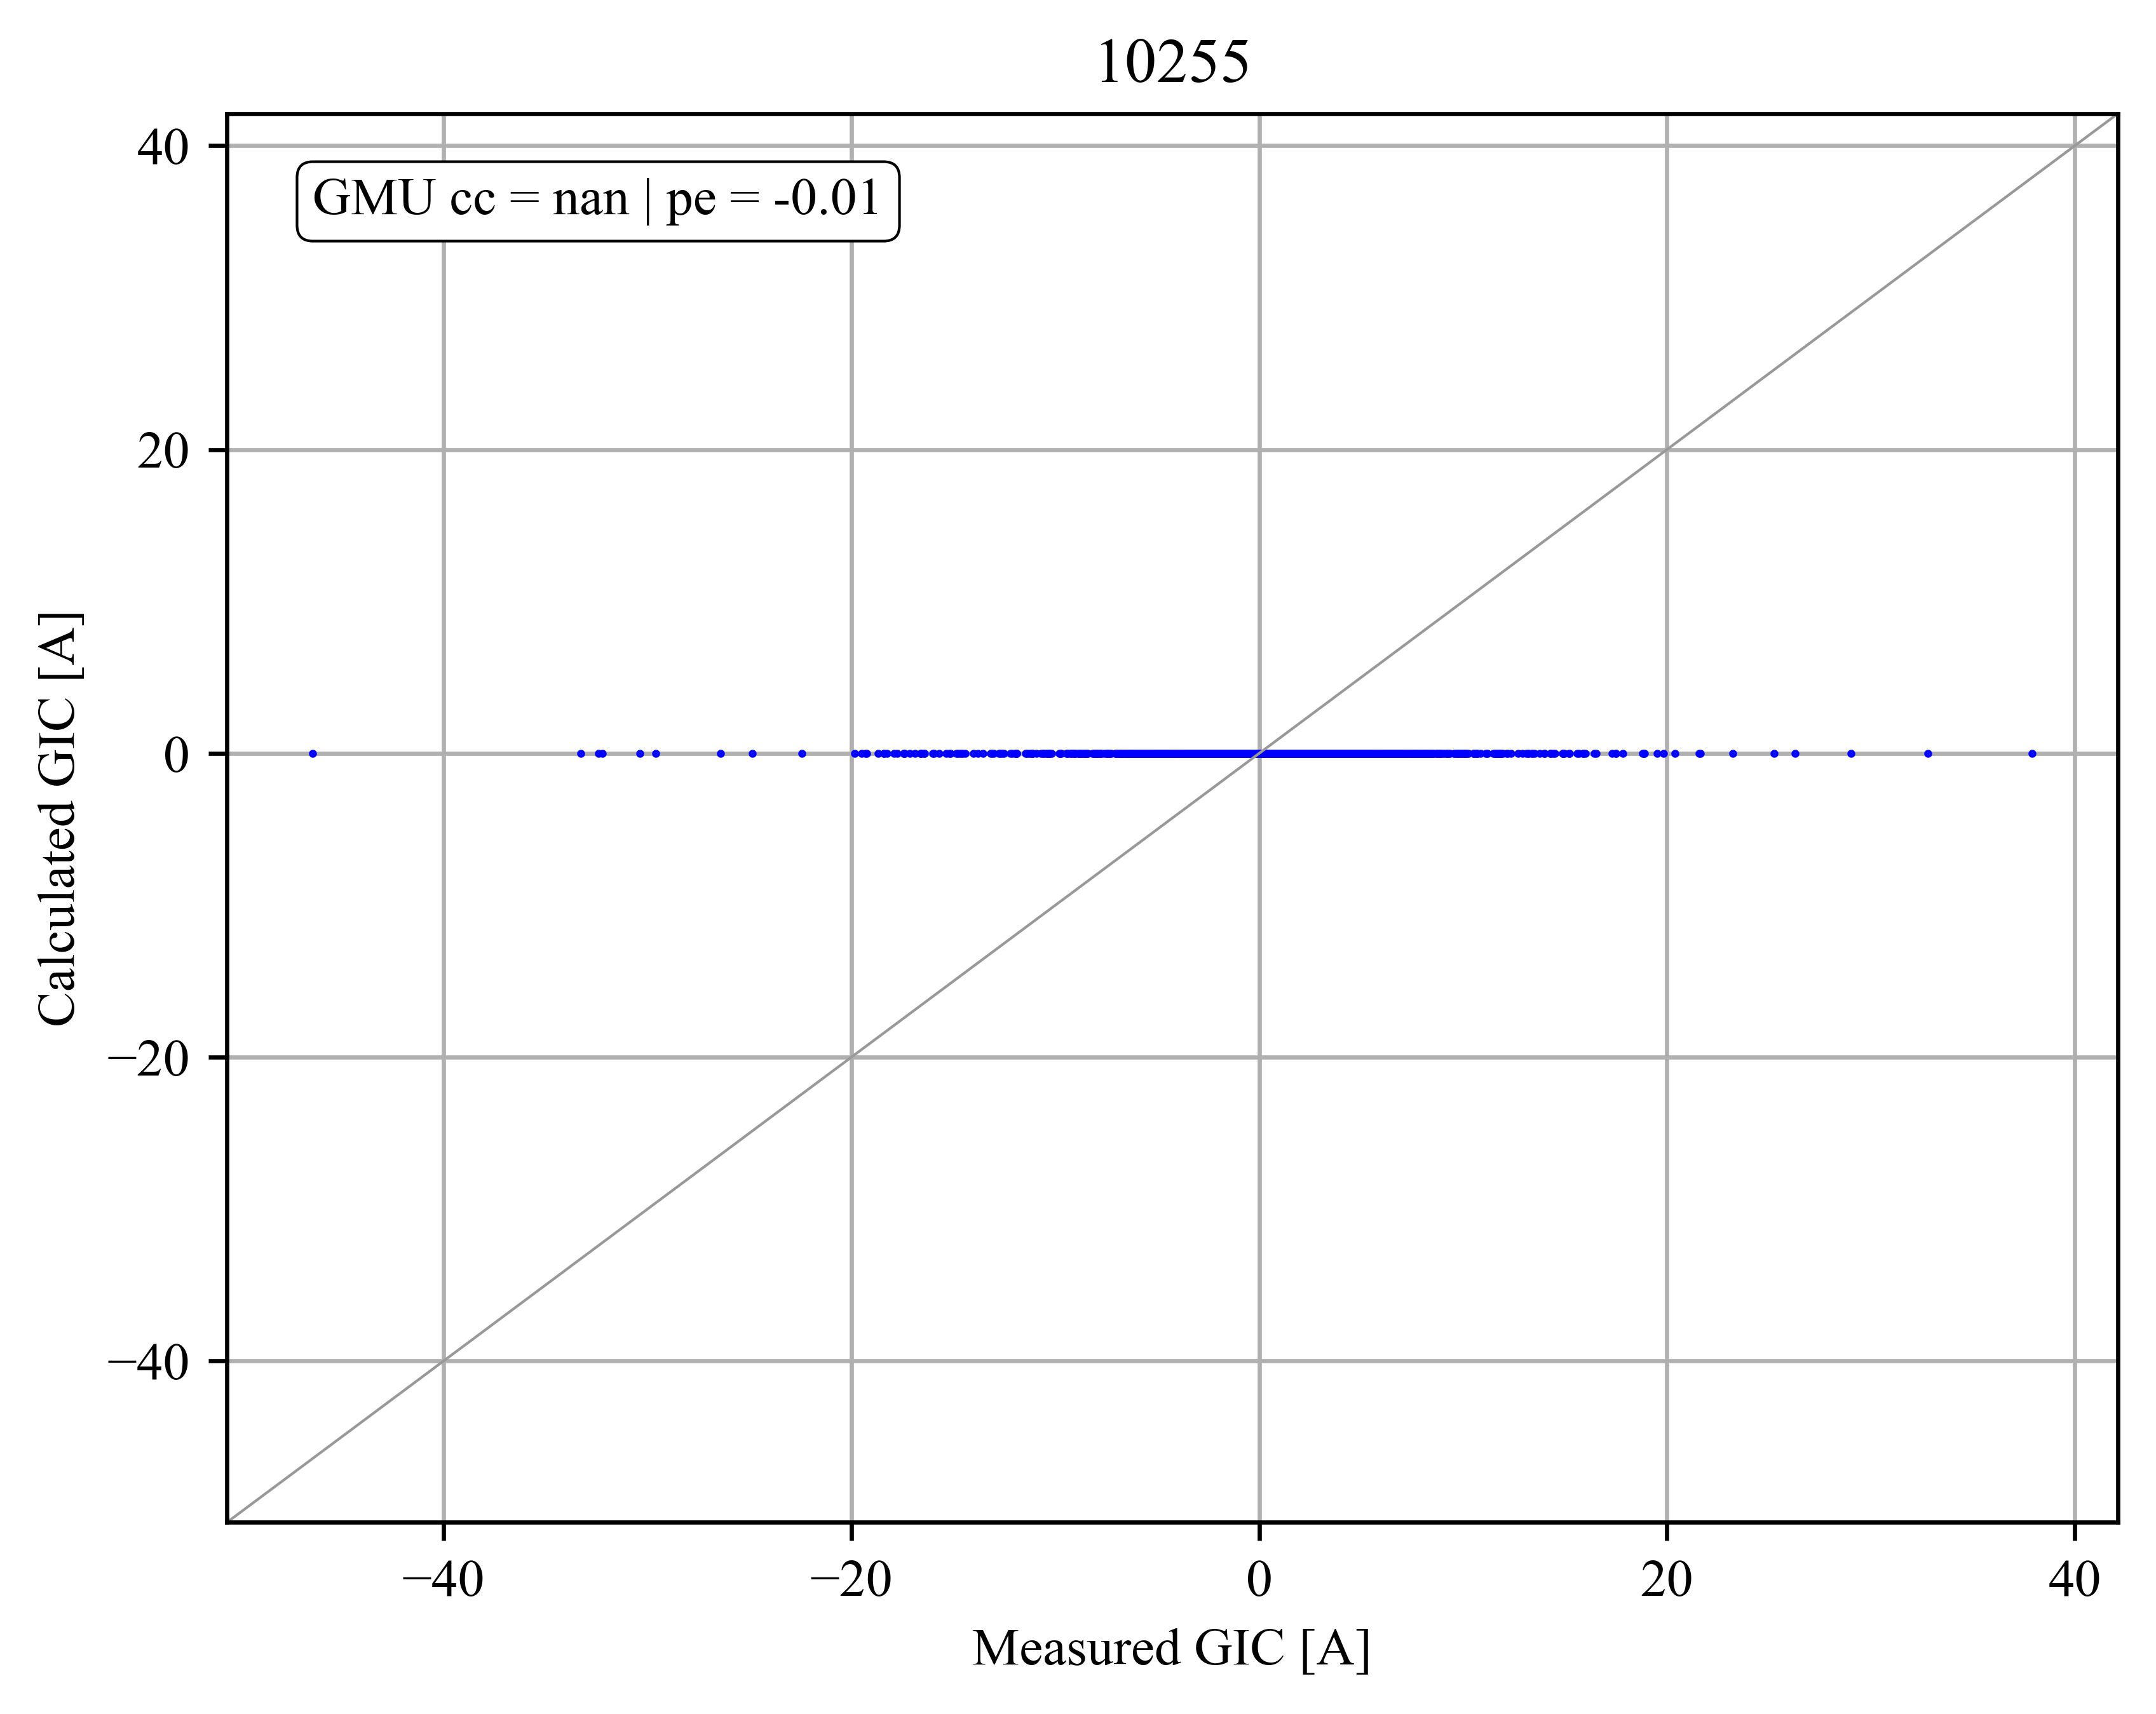 10255
GMU cc = nan | pe = -0.01
40
20
0
−20
−40
Calculated GIC [A]
−40 −20 0 20 40
Measured GIC [A]